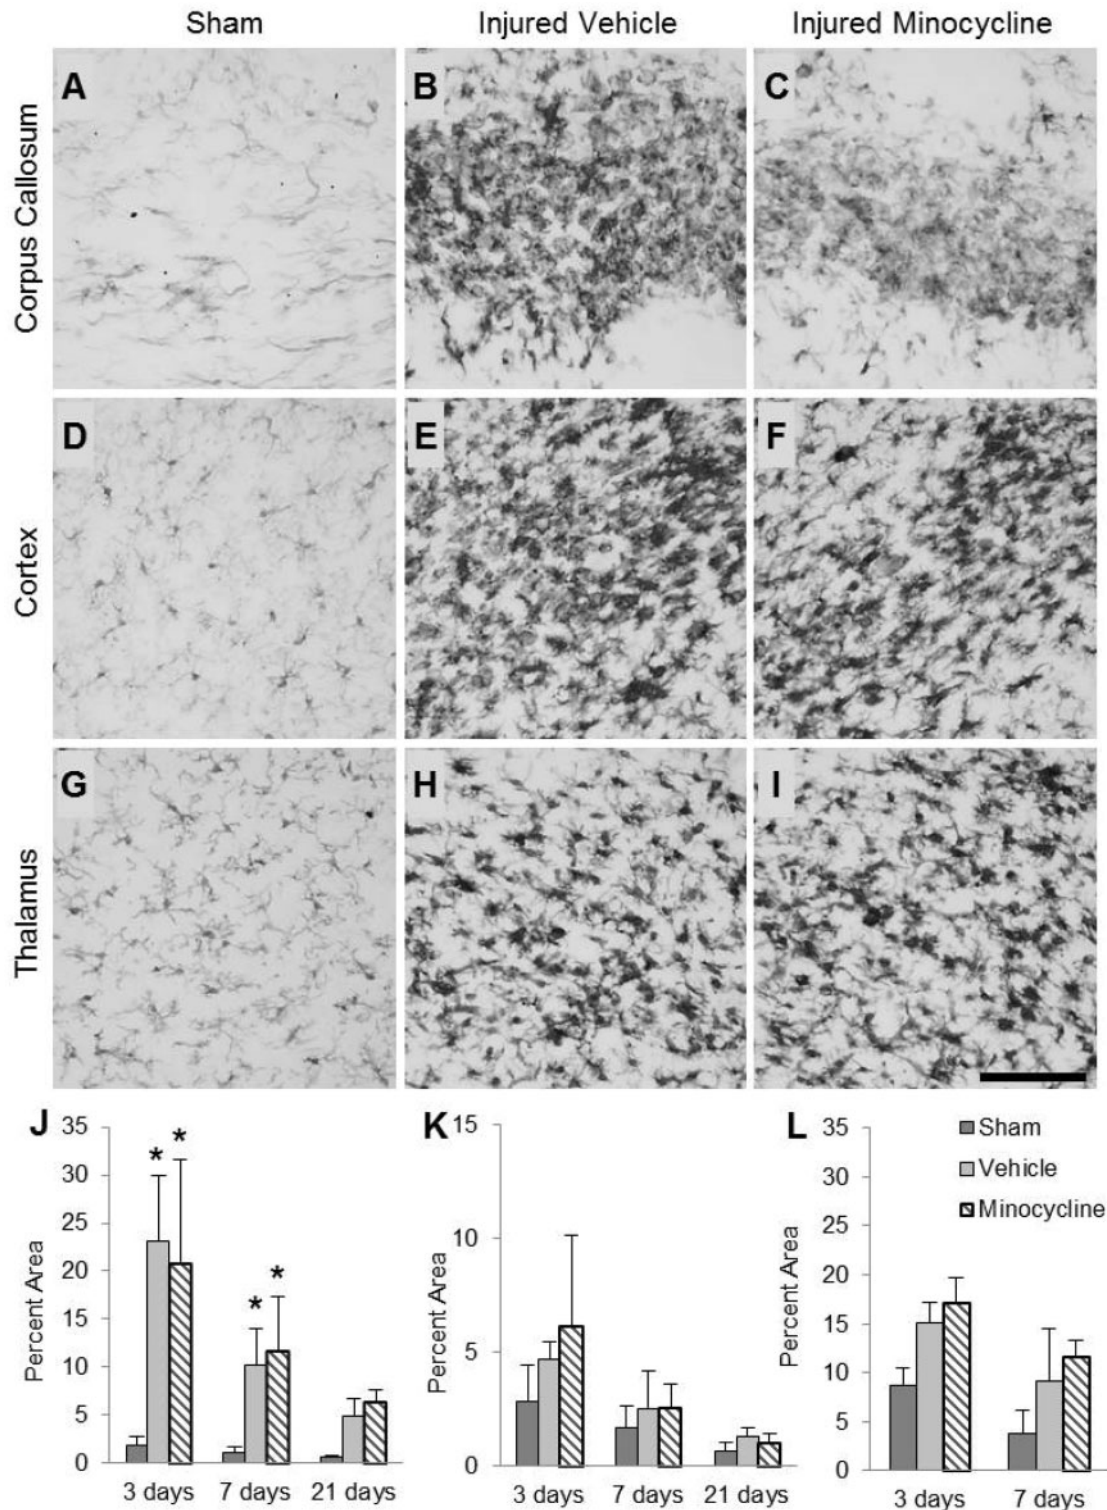 Sham Injured Vehicle Injured Minocycline
Corpus Callosum
A B C
Cortex
D E F
Thalamus
G H I
J
35
30
25
20
15
10
5
0
Percent Area
* * * *
3 days 7 days 21 days
K
15
10
5
0
Percent Area
3 days 7 days 21 days
L
35
30
25
20
15
10
5
0
Percent Area
Sham
Vehicle
Minocycline
3 days 7 days